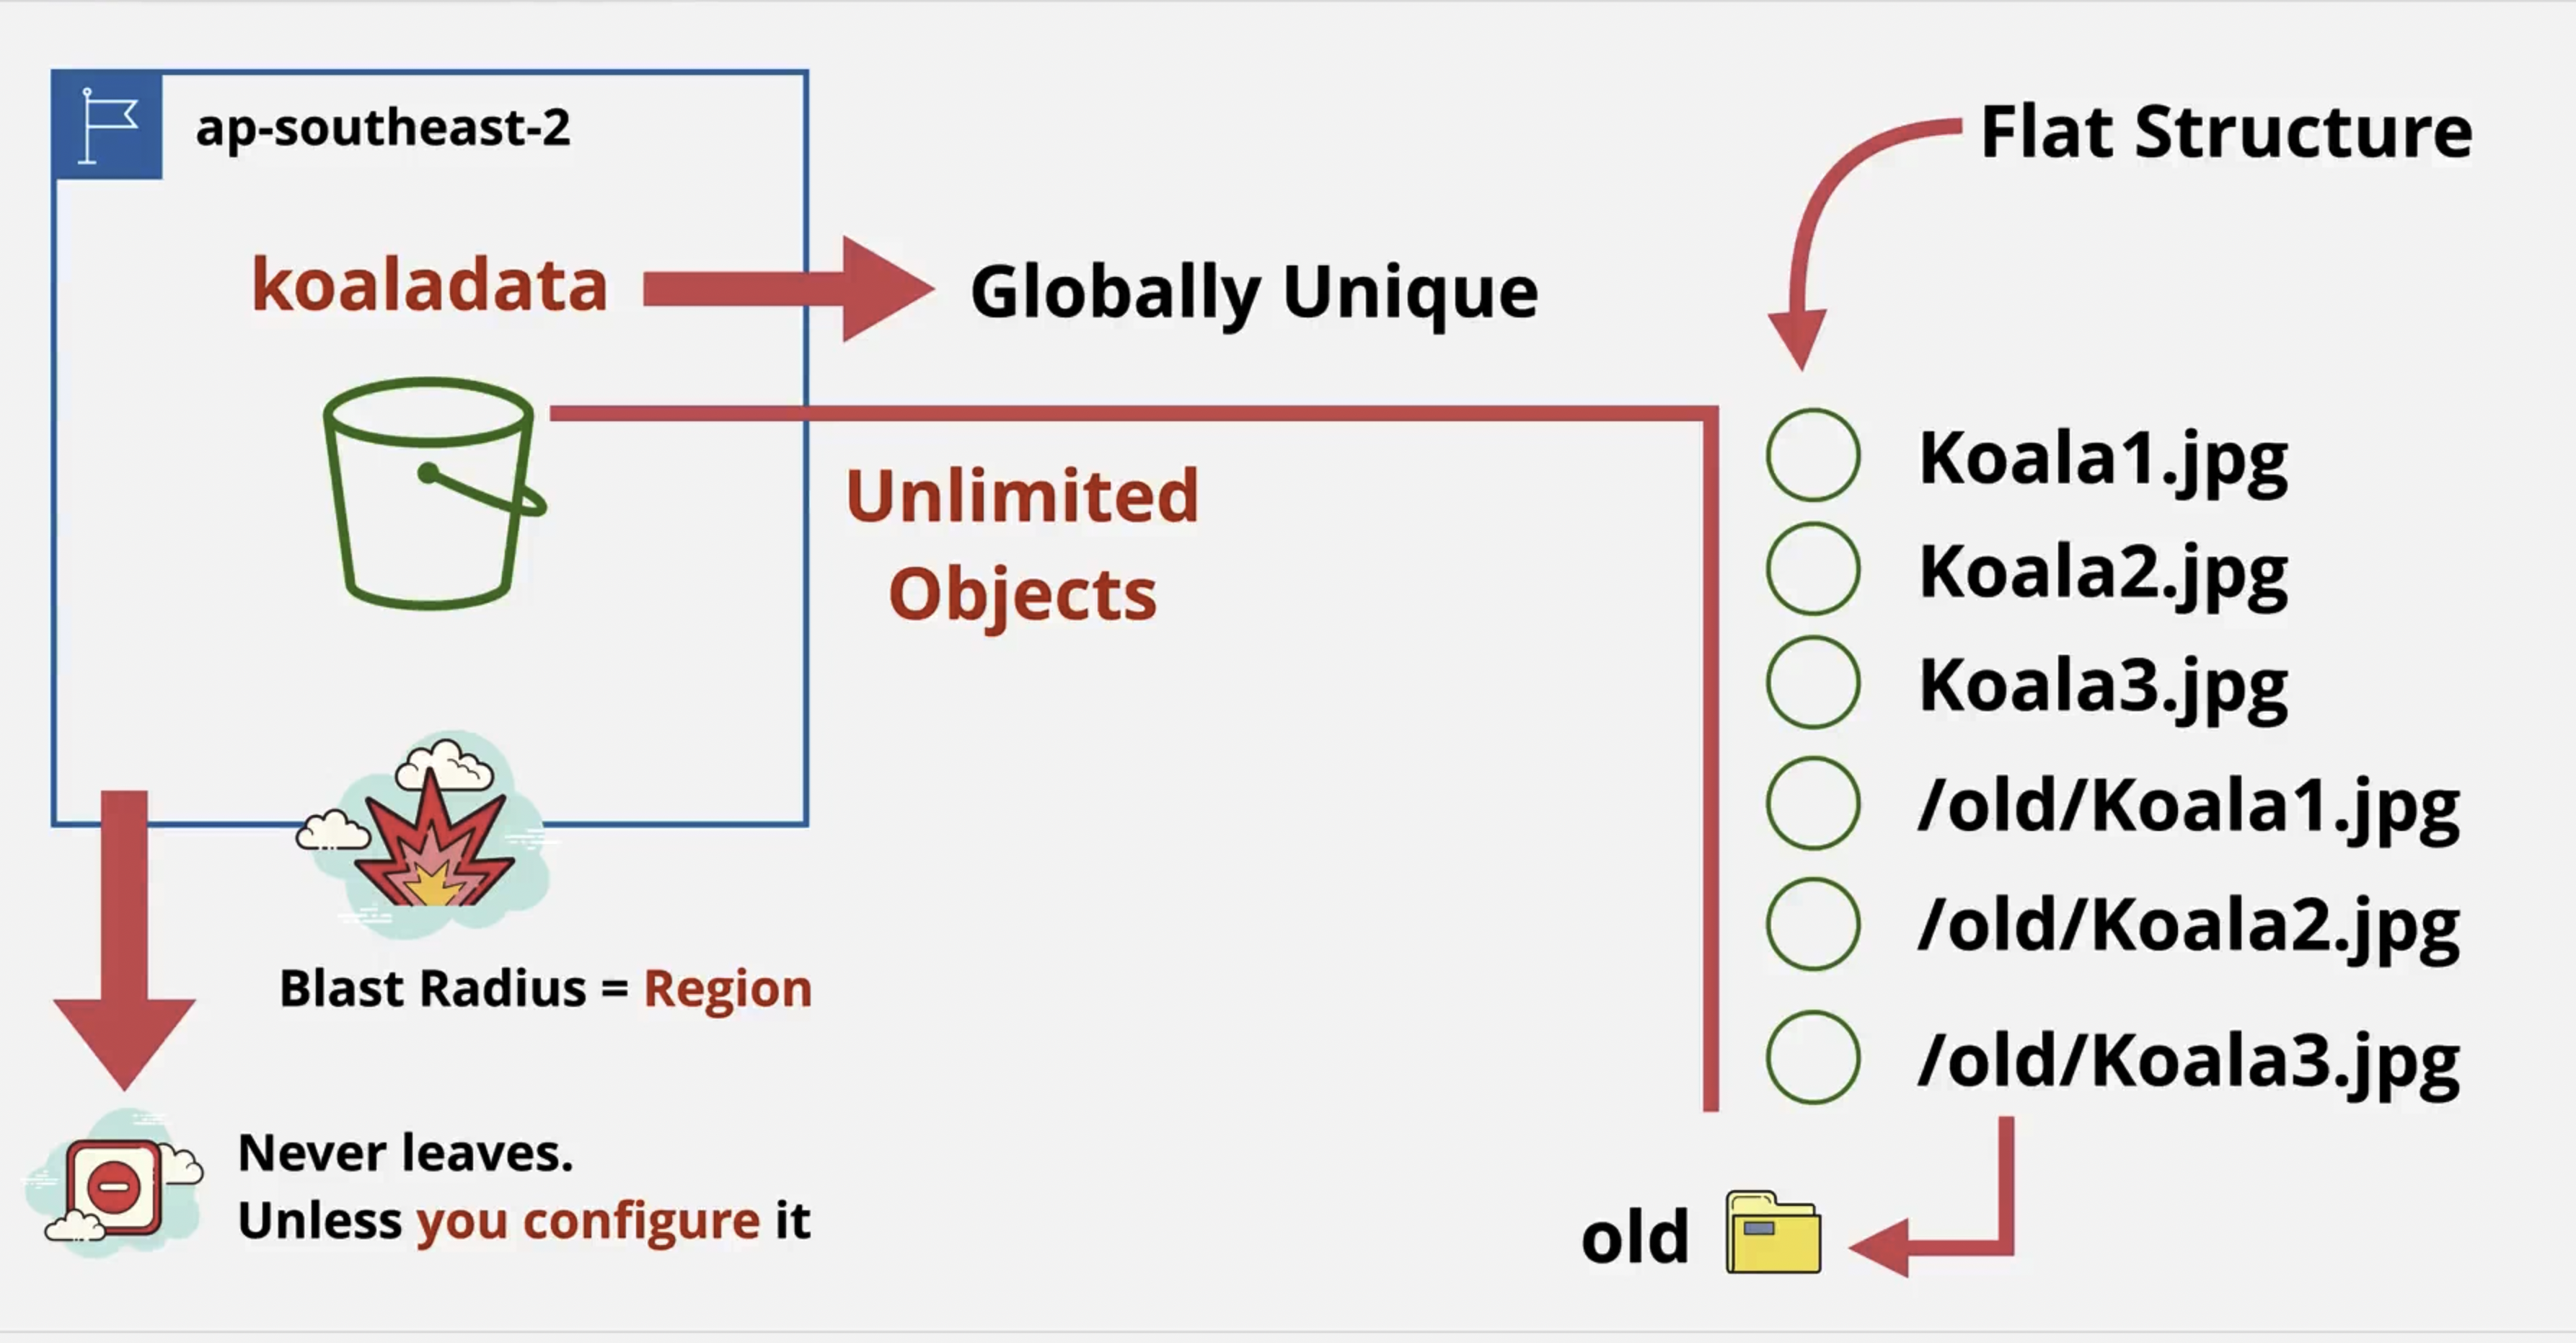 ap-southeast-2
koaladata
Globally Unique
Unlimited
Objects
Blast Radius = Region
Never leaves.
Unless you configure it
Flat Structure
Koala1.jpg
Koala2.jpg
Koala3.jpg
/old/Koala1.jpg
/old/Koala2.jpg
/old/Koala3.jpg
old